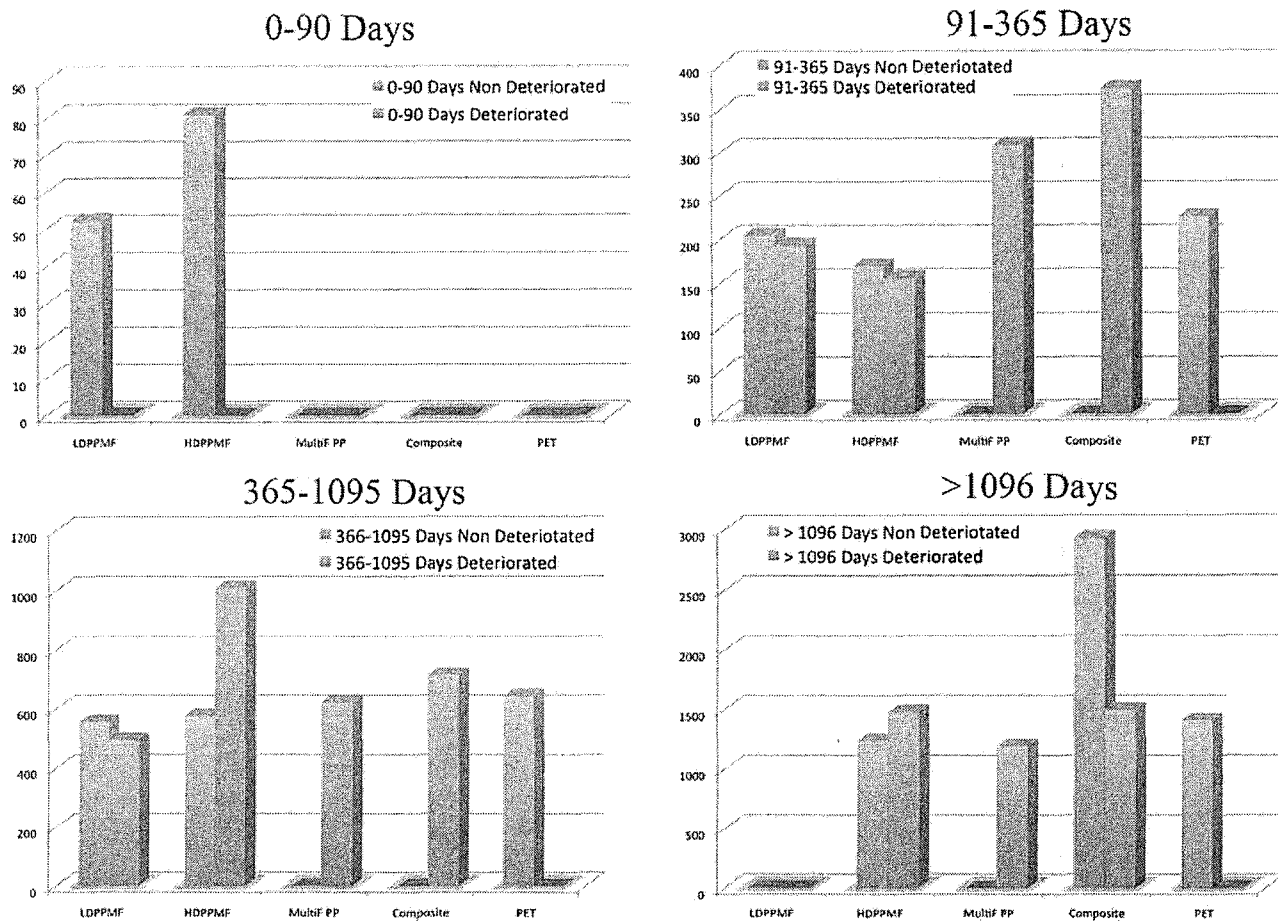 0-90 Days
90
80
70
60
50
40
30
20
10
0
0-90 Days Non Deteriorated
0-90 Days Deteriorated
LDPPMF HDPPMF MultiF PP Composite PET
91-365 Days
400
350
300
250
200
150
100
50
0
91-365 Days Non Deteriotated
91-365 Days Deteriorated
LDPPMF HDPPMF MultiF PP Composite PET
365-1095 Days
1200
1000
800
600
400
200
0
366-1095 Days Non Deteriotated
366-1095 Days Deteriorated
LDPPMF HDPPMF MultiF PP Composite PET
>1096 Days
3000
2500
2000
1500
1000
500
0
> 1096 Days Non Deteriotated
> 1096 Days Deteriorated
LDPPMF HDPPMF MultiF PP Composite PET